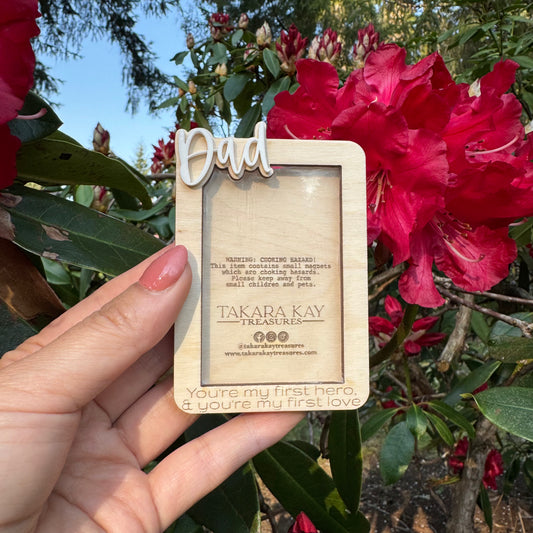 Dad
WARNING: CHOKING HAZARD!
This item contains small magnets
which are choking hazards.
Please keep away from
small children and pets.
TAKARA KAY
TREASURES
@takarakaytreasures
www.takarakaytreasures.com
You're my first hero,
& you're my first love